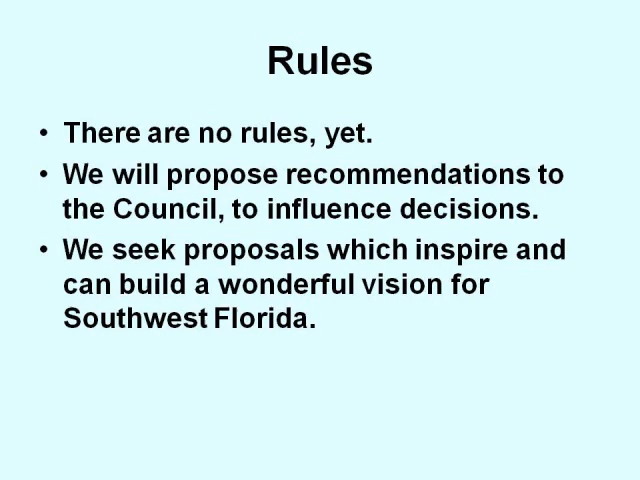 Rules
• There are no rules, yet.
• We will propose recommendations to
the Council, to influence decisions.
• We seek proposals which inspire and
can build a wonderful vision for
Southwest Florida.